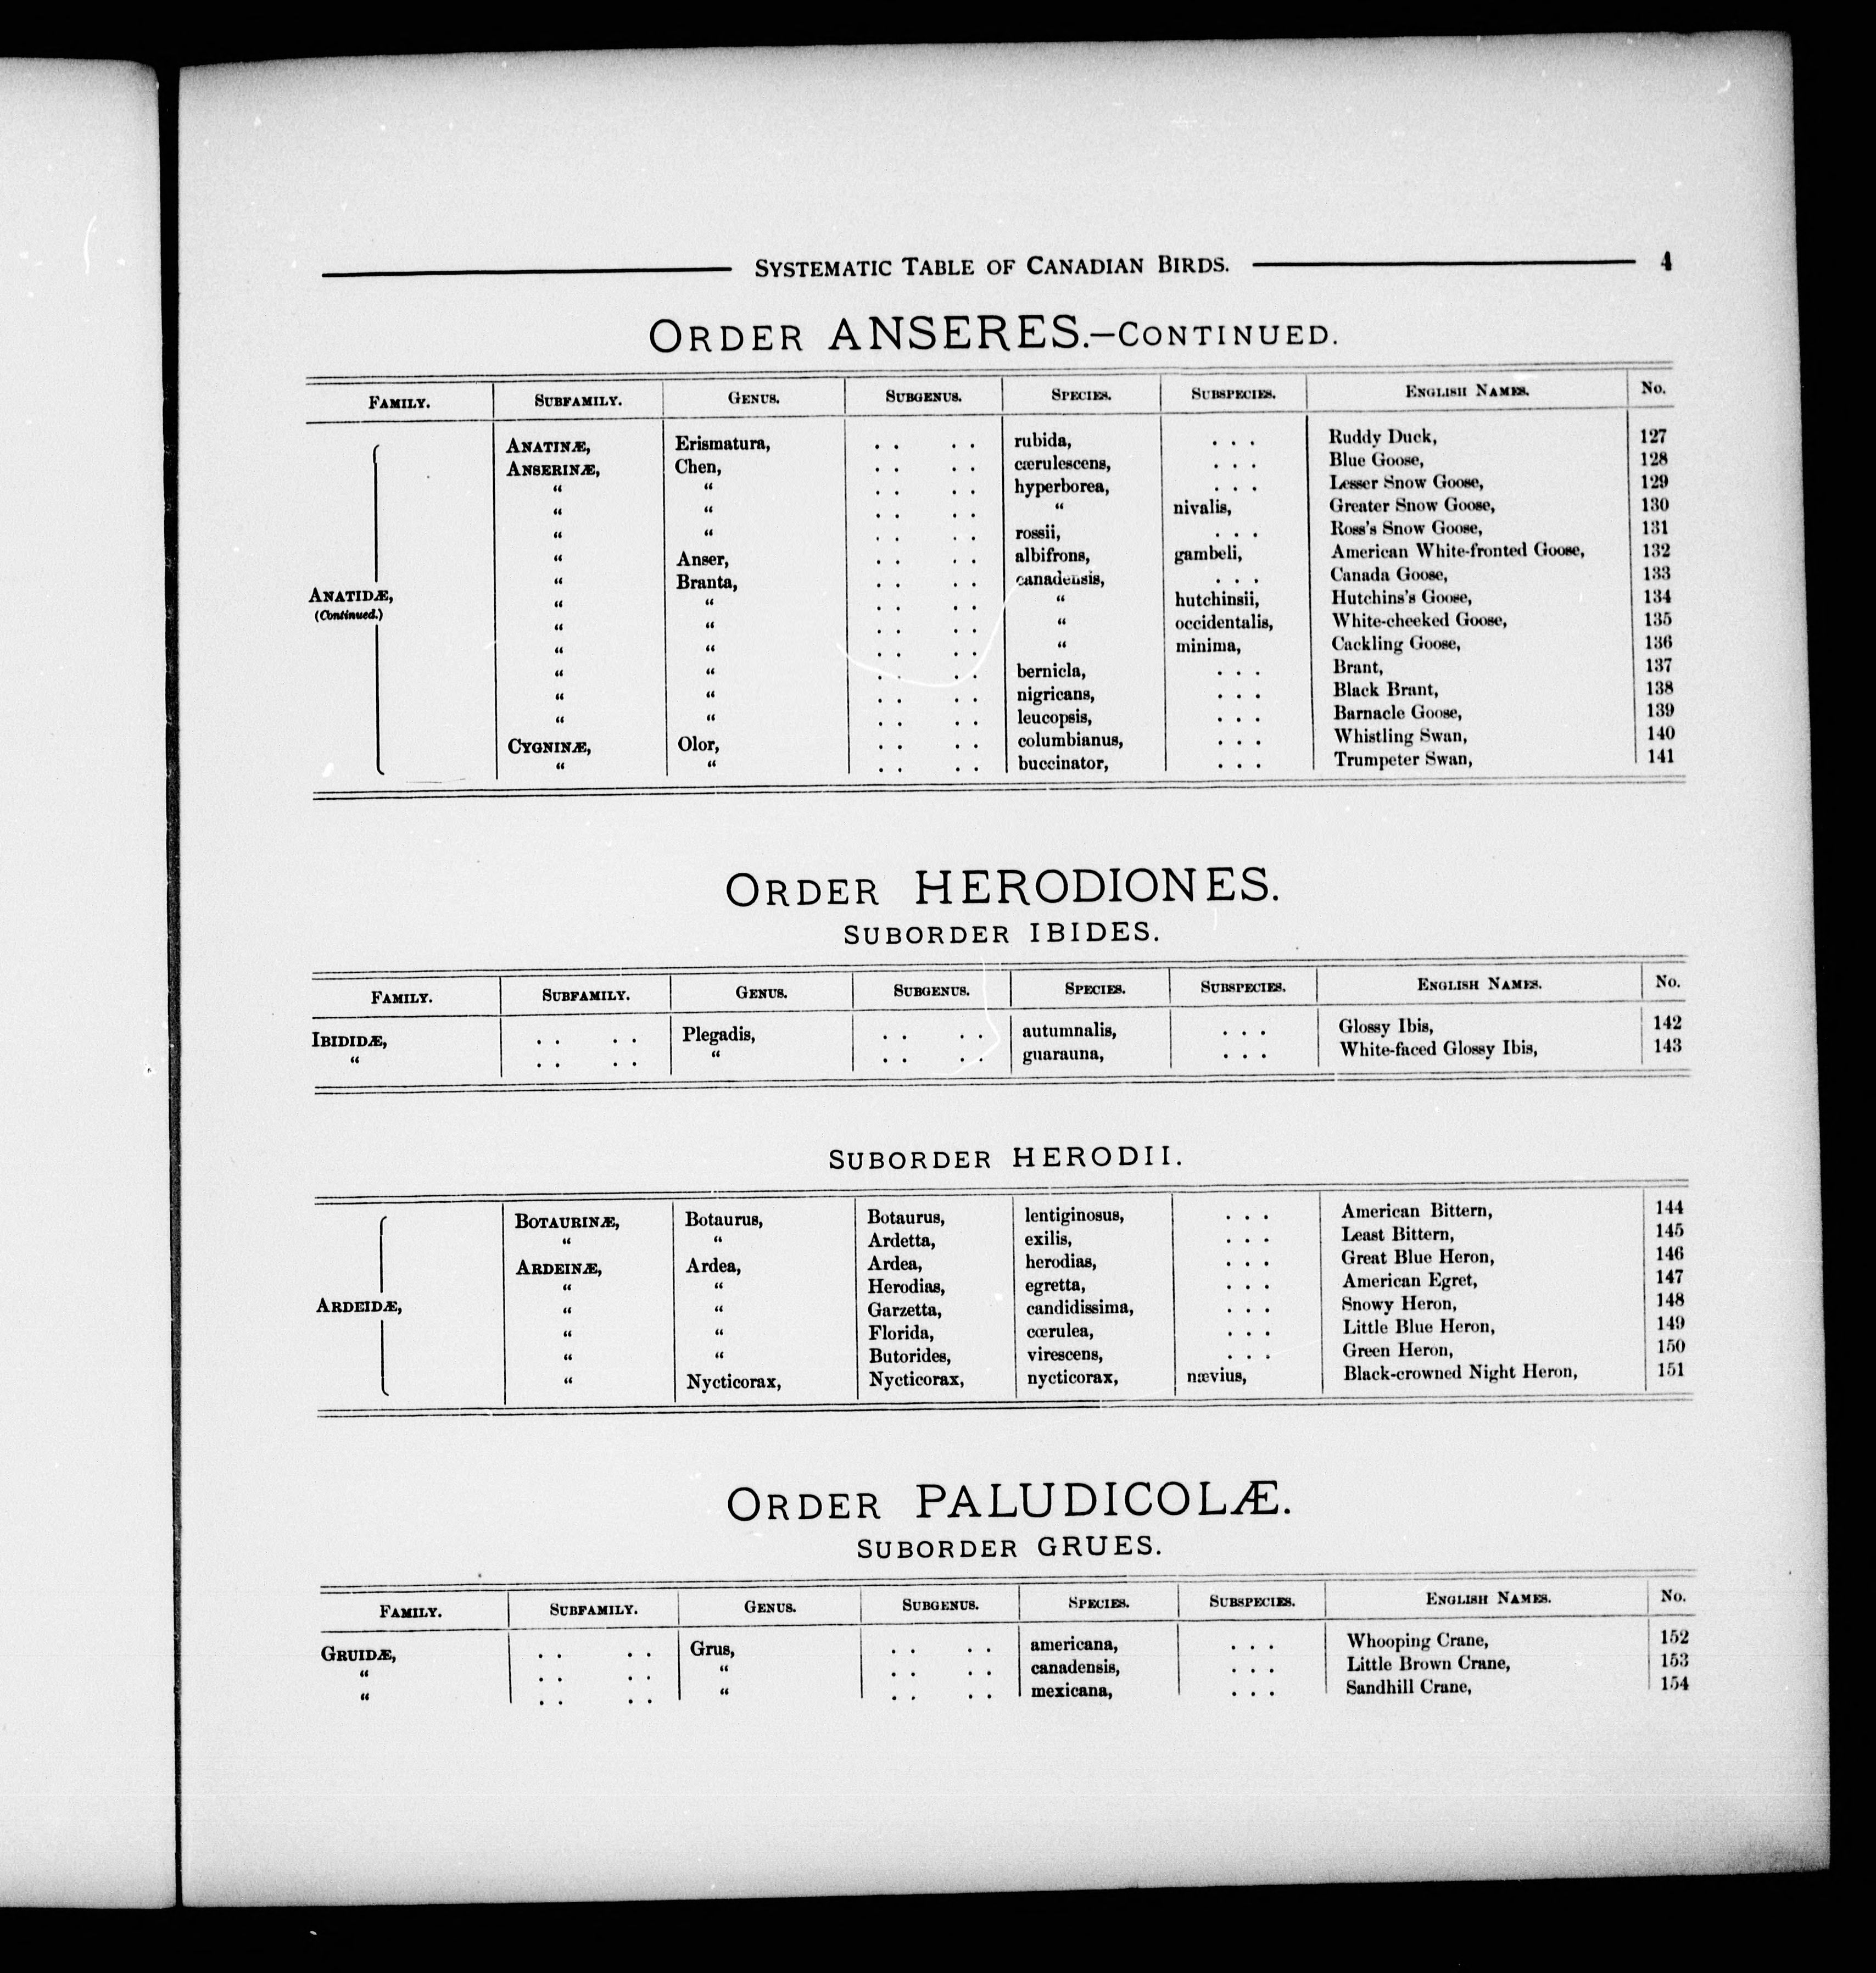 SYSTEMATIC TABLE OF CANADIAN BIRDS. 4
ORDER ANSERES.—CONTINUED.
FAMILY. SUBFAMILY. GENUS. SUBGENUS. SPECIES. SUBSPECIES. ENGLISH NAMES. No.
ANATINÆ, Erismatura, . . . . rubida, . . . Ruddy Duck, 127
ANSERINÆ, Chen, . . . . cærulescens, . . . Blue Goose, 128
“ “ . . . . hyperborea, . . . Lesser Snow Goose, 129
“ “ . . . . “ nivalis, Greater Snow Goose, 130
“ “ . . . . rossii, . . . Ross's Snow Goose, 131
“ Anser, . . . . albifrons, gambeli, American White-fronted Goose, 132
“ Branta, . . . . canadensis, . . . Canada Goose, 133
ANATIDÆ, “ “ . . . . “ hutchinsii, Hutchins's Goose, 134
(Continued.) “ “ . . . . “ occidentalis, White-cheeked Goose, 135
“ “ . . . . “ minima, Cackling Goose, 136
“ “ . . . . bernicla, . . . Brant, 137
“ “ . . . . nigricans, . . . Black Brant, 138
“ “ . . . . leucopsis, . . . Barnacle Goose, 139
CYGNINÆ, Olor, . . . . columbianus, . . . Whistling Swan, 140
“ “ . . . . buccinator, . . . Trumpeter Swan, 141
ORDER HERODIONES.
SUBORDER IBIDES.
FAMILY. SUBFAMILY. GENUS. SUBGENUS. SPECIES. SUBSPECIES. ENGLISH NAMES. No.
IBIDIDÆ, . . . . Plegadis, . . . . autumnalis, . . . Glossy Ibis, 142
“ . . . . “ . . . . guarauna, . . . White-faced Glossy Ibis, 143
SUBORDER HERODII.
BOTAURINÆ, Botaurus, Botaurus, lentiginosus, . . . American Bittern, 144
“ “ Ardetta, exilis, . . . Least Bittern, 145
ARDEINÆ, Ardea, Ardea, herodias, . . . Great Blue Heron, 146
“ “ Herodias, egretta, . . . American Egret, 147
ARDEIDÆ, “ “ Garzetta, candidissima, . . . Snowy Heron, 148
“ “ Florida, cœrulea, . . . Little Blue Heron, 149
“ “ Butorides, virescens, . . . Green Heron, 150
“ Nycticorax, Nycticorax, nycticorax, nævius, Black-crowned Night Heron, 151
ORDER PALUDICOLÆ.
SUBORDER GRUES.
FAMILY. SUBFAMILY. GENUS. SUBGENUS. SPECIES. SUBSPECIES. ENGLISH NAMES. No.
GRUIDÆ, . . . . Grus, . . . . americana, . . . Whooping Crane, 152
“ . . . . “ . . . . canadensis, . . . Little Brown Crane, 153
“ . . . . “ . . . . mexicana, . . . Sandhill Crane, 154